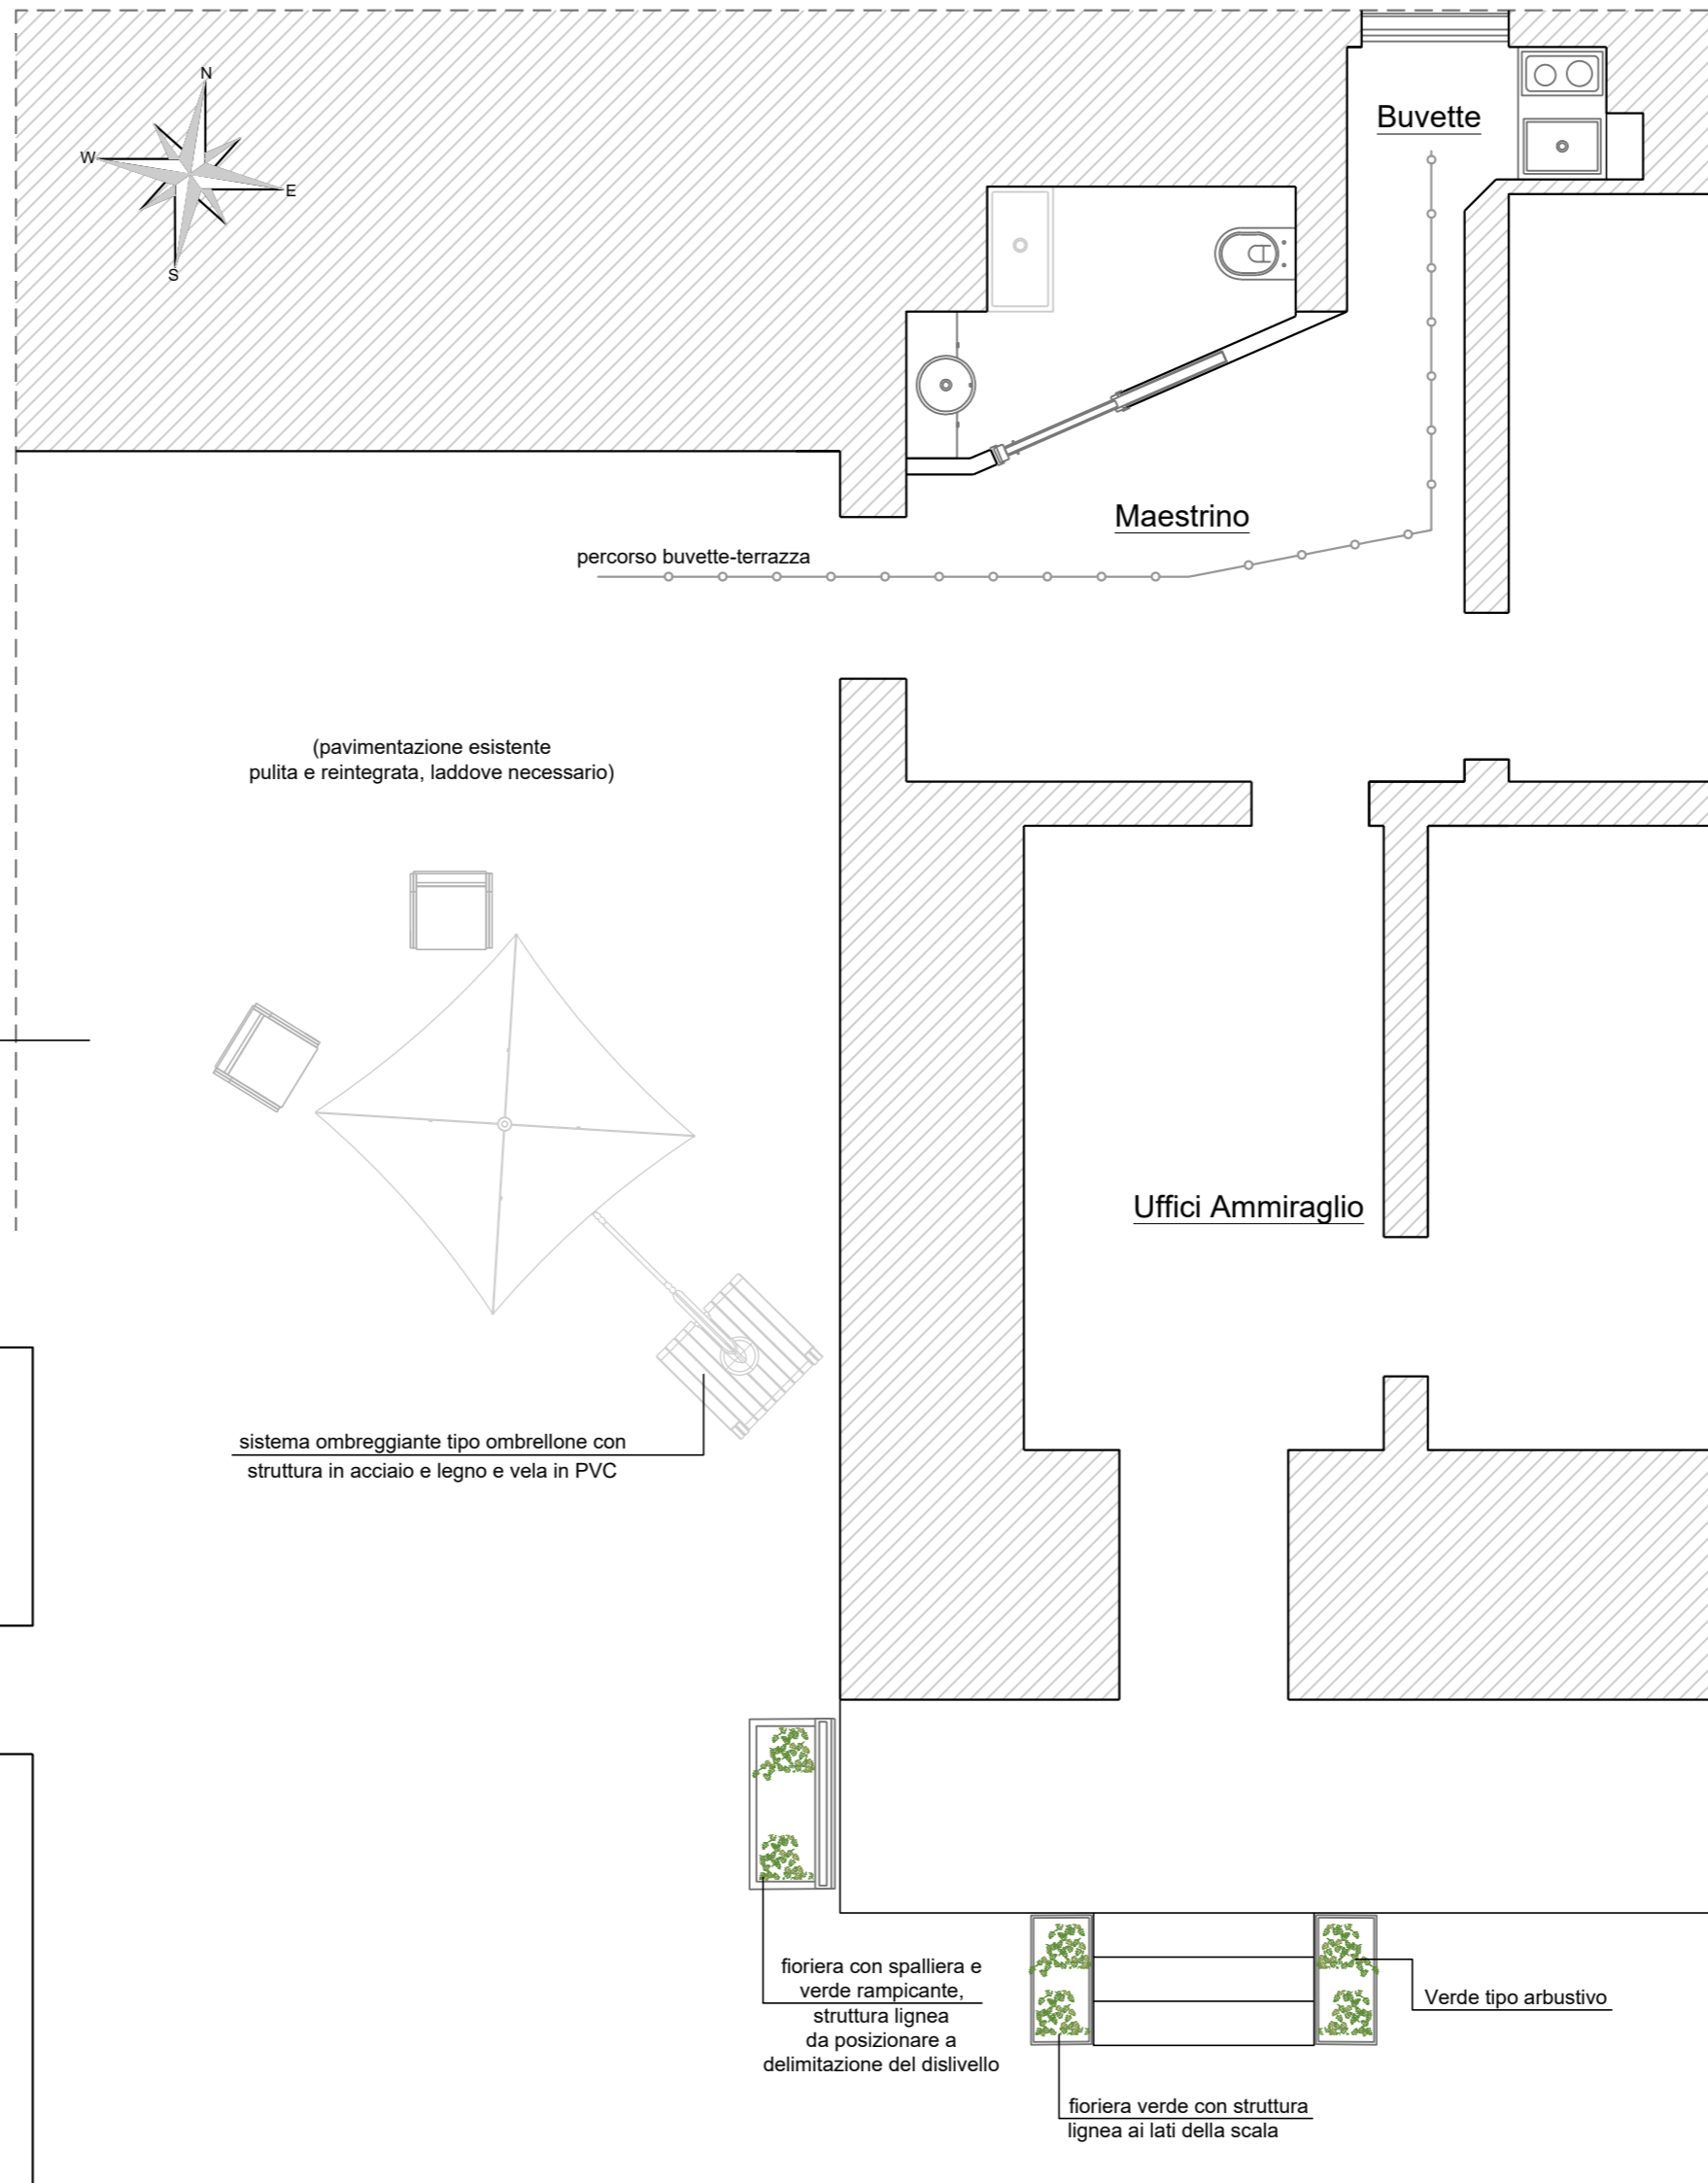 N
W
E
S
Buvette
Maestrino
percorso buvette-terrazza
(pavimentazione esistente
pulita e reintegrata, laddove necessario)
Uffici Ammiraglio
sistema ombreggiante tipo ombrellone con
struttura in acciaio e legno e vela in PVC
fioriera con spalliera e
verde rampicante,
struttura lignea
da posizionare a
delimitazione del dislivello
Verde tipo arbustivo
fioriera verde con struttura
lignea ai lati della scala